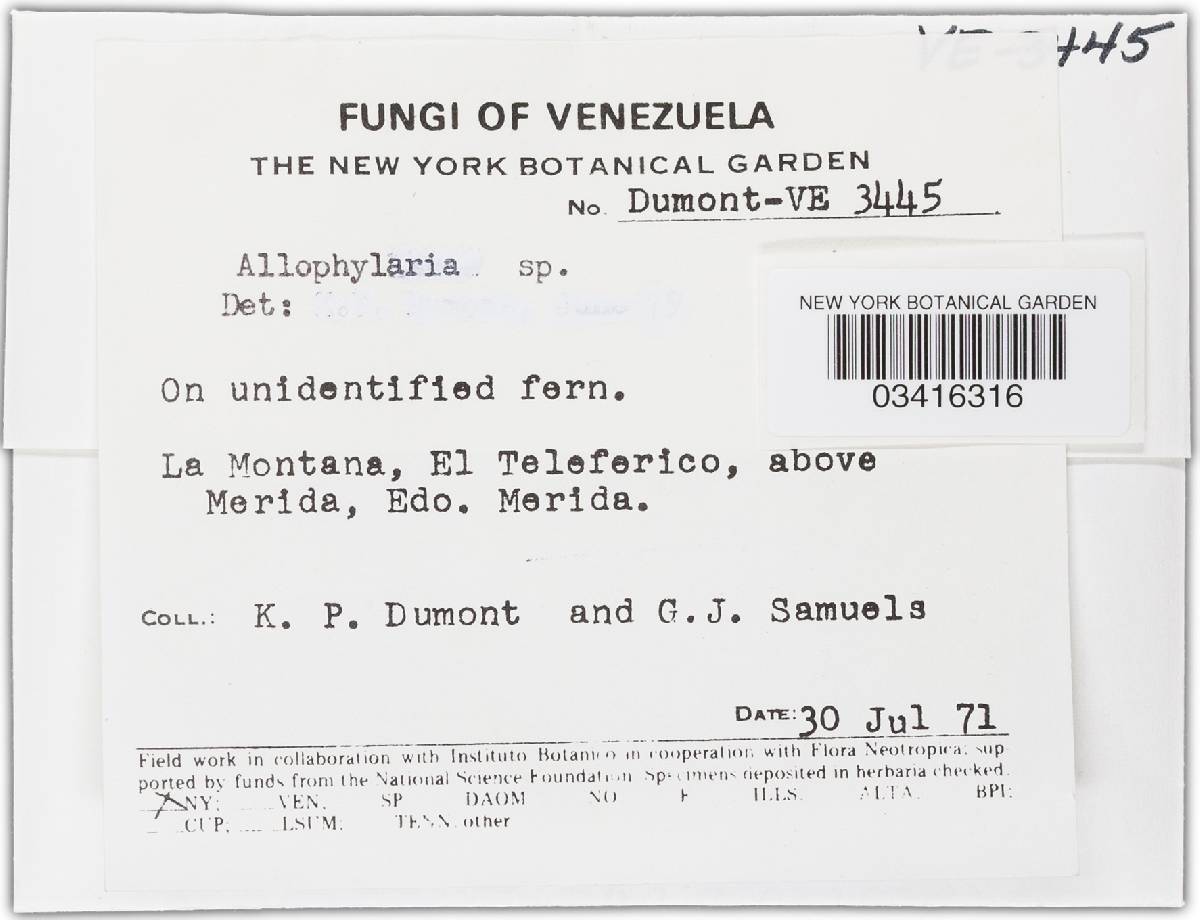 3445
FUNGI OF VENEZUELA
THE NEW YORK BOTANICAL GARDEN
No. Dumont-VE 3445
Allophylaria sp.
Det:
NEW YORK BOTANICAL GARDEN
03416316
On unidentified fern.
La Montana, El Teleferico, above
Merida, Edo. Merida.
COLL.: K. P. Dumont and G.J. Samuels
DATE: 30 Jul 71
Field work in collaboration with Instituto Botanico in cooperation with Flora Neotropica; sup-
ported by funds from the National Science Foundation. Specimens deposited in herbaria checked.
X NY; VEN, SP DAOM NO F ILLS. ALTA. BPI;
CUP; LSUM; TENN. other